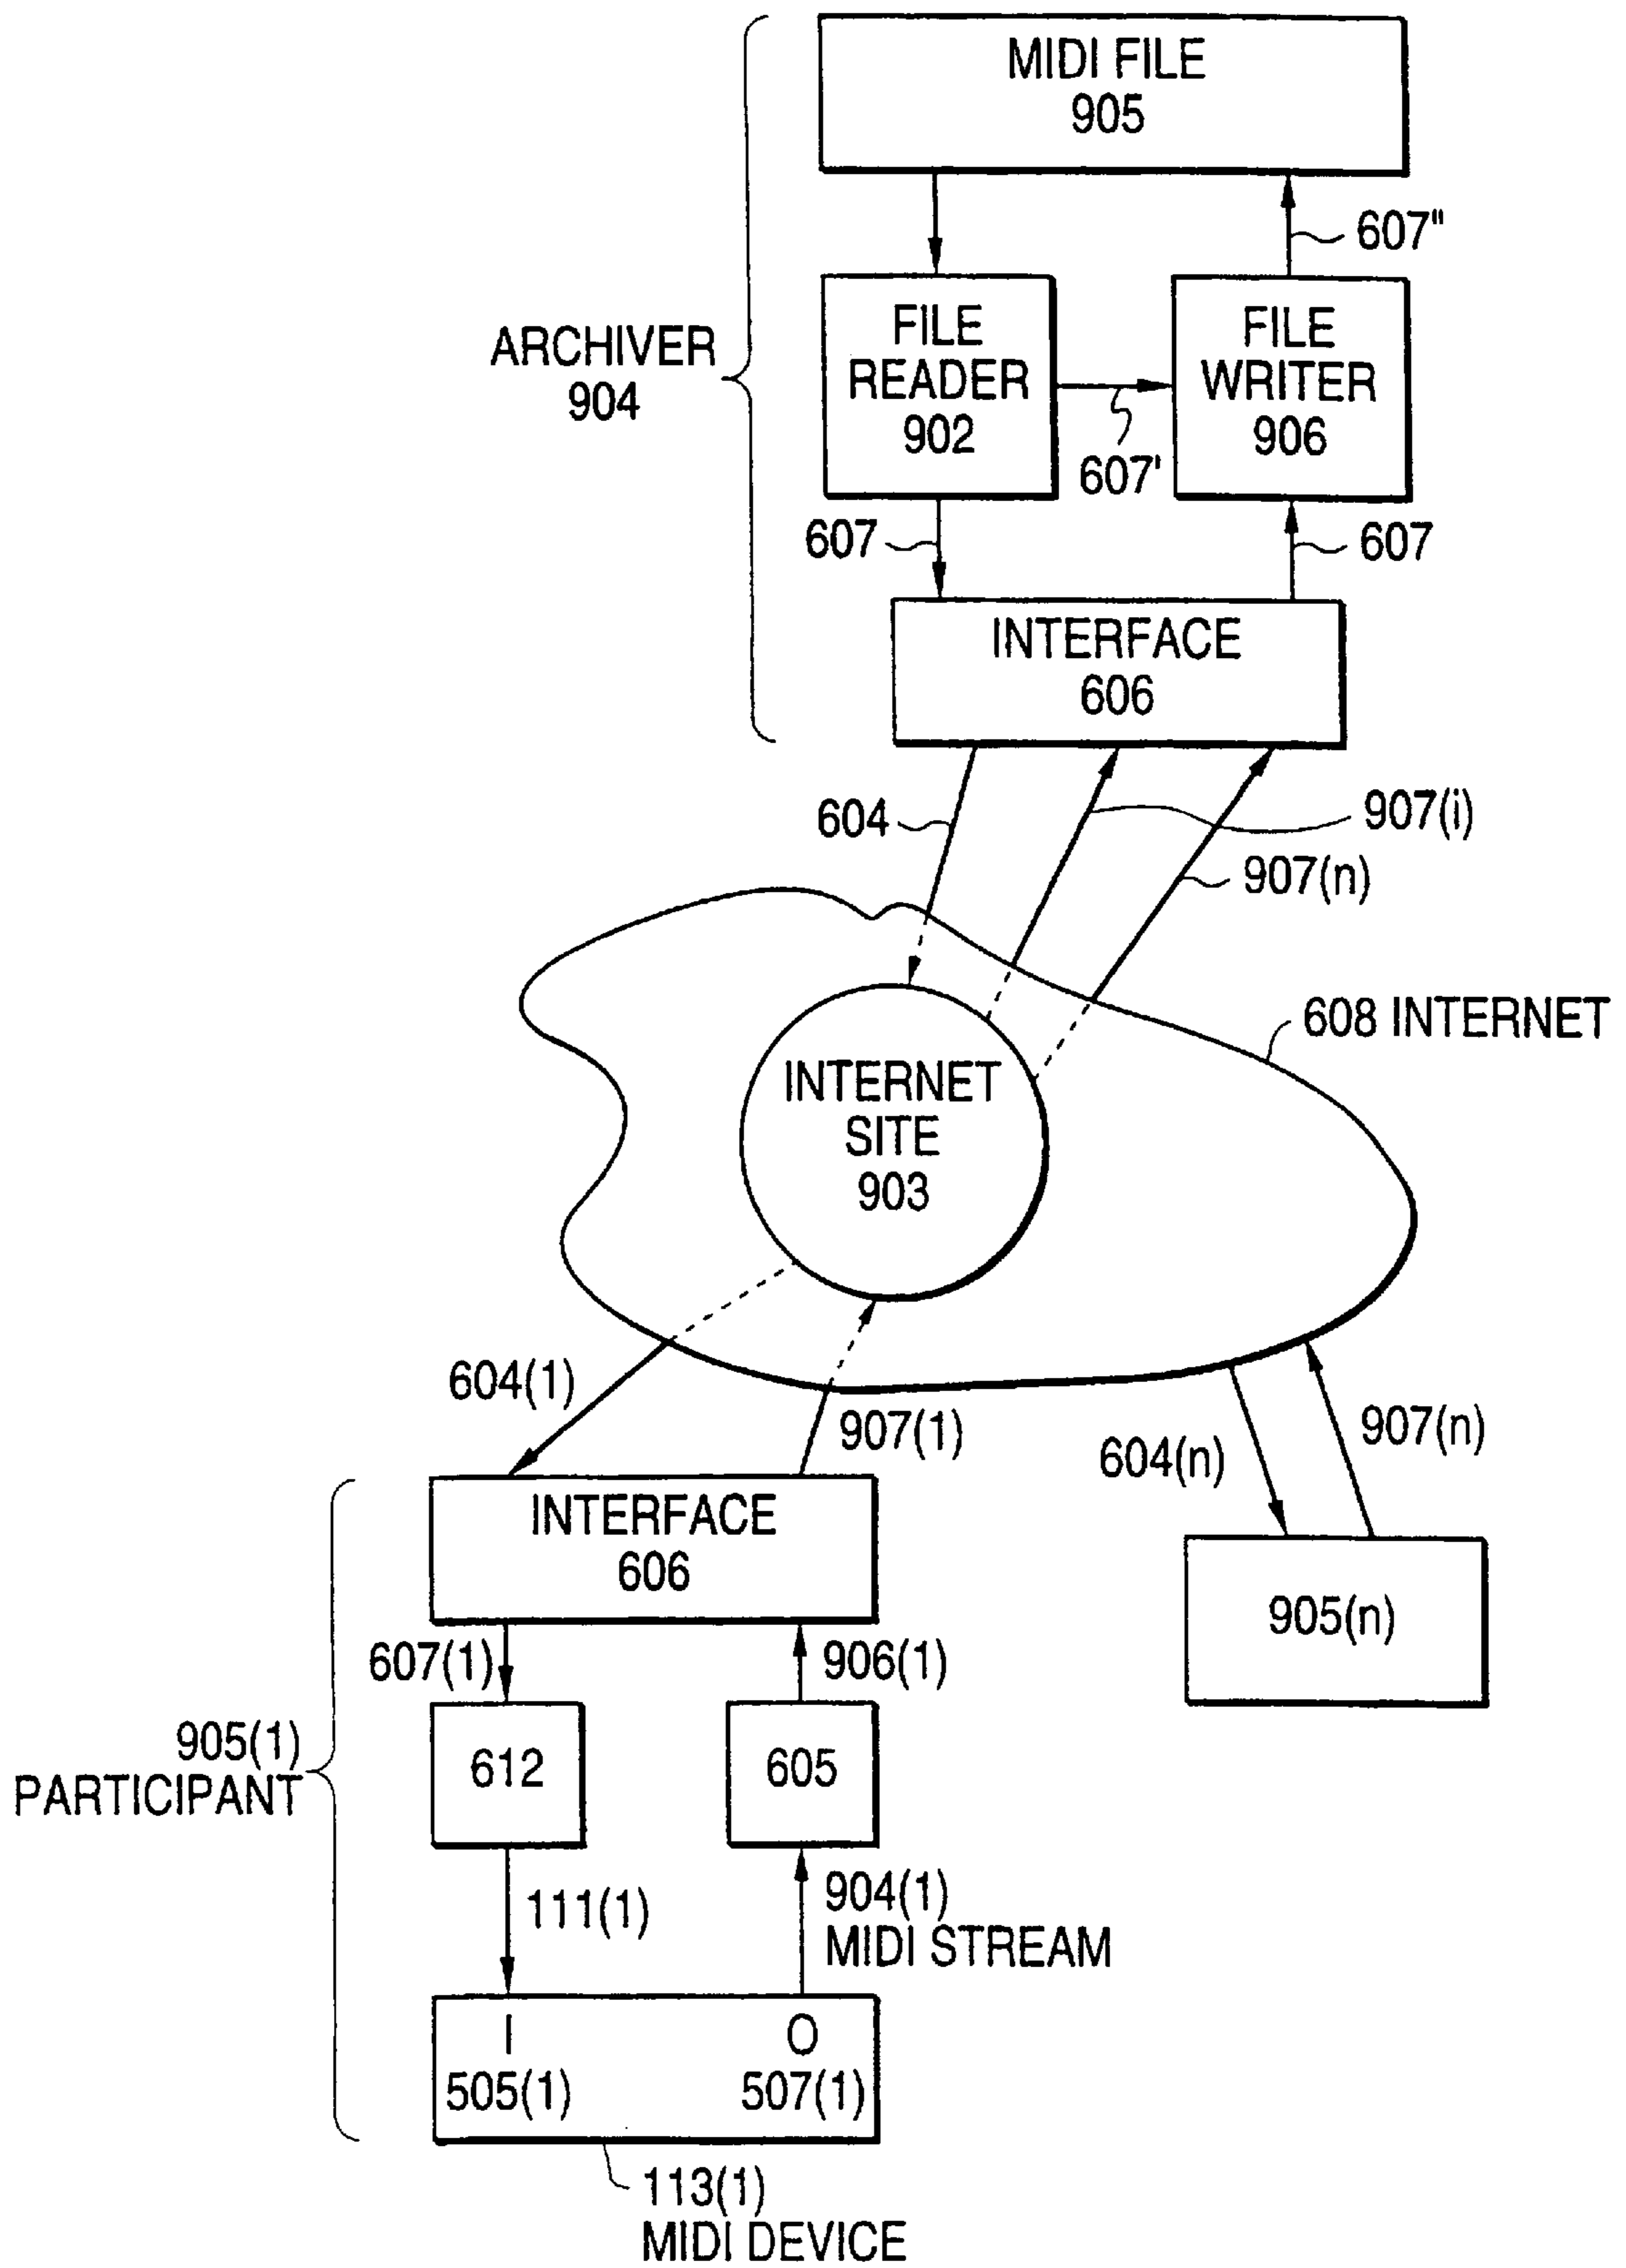 MIDI FILE
905
607"
FILE
READER
902
FILE
WRITER
906
ARCHIVER
904
607'
607
607
INTERFACE
606
604
907(i)
907(n)
608 INTERNET
INTERNET
SITE
903
604(1)
907(1)
604(n)
907(n)
INTERFACE
606
905(n)
607(1)
906(1)
905(1)
PARTICIPANT
612
605
111(1)
904(1)
MIDI STREAM
I
O
505(1)
507(1)
113(1)
MIDI DEVICE